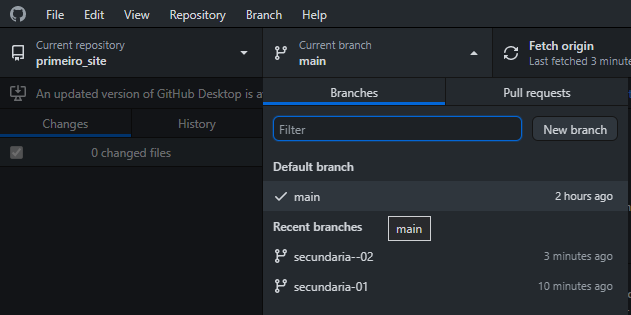 File Edit View Repository Branch Help
Current repository
primeiro_site
Current branch
main
Fetch origin
Last fetched 3 minute
An updated version of GitHub Desktop is a
Branches
Pull requests
Changes
History
Filter
New branch
0 changed files
Default branch
main
2 hours ago
Recent branches
main
secundaria--02
3 minutes ago
secundaria-01
10 minutes ago